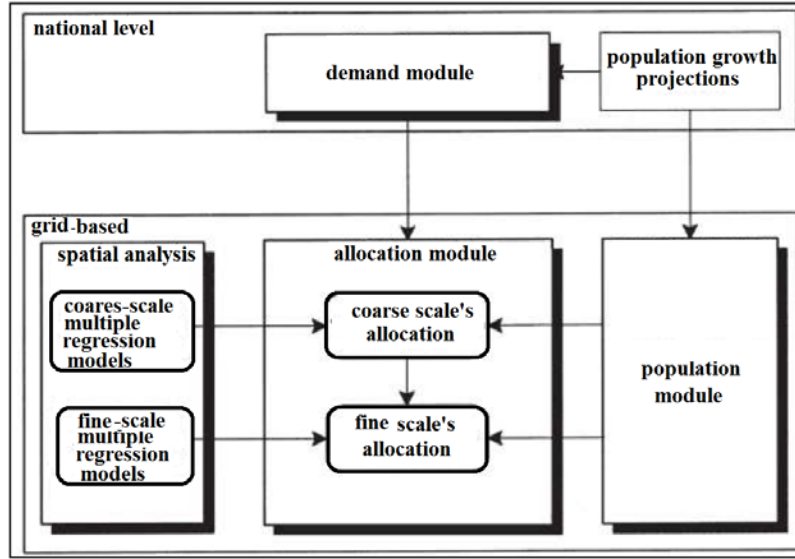 national level
demand module
population growth
projections
grid-based
spatial analysis
coares-scale
multiple
regression
models
fine-scale
multiple
regression
models
allocation module
coarse scale's
allocation
fine scale's
allocation
population
module